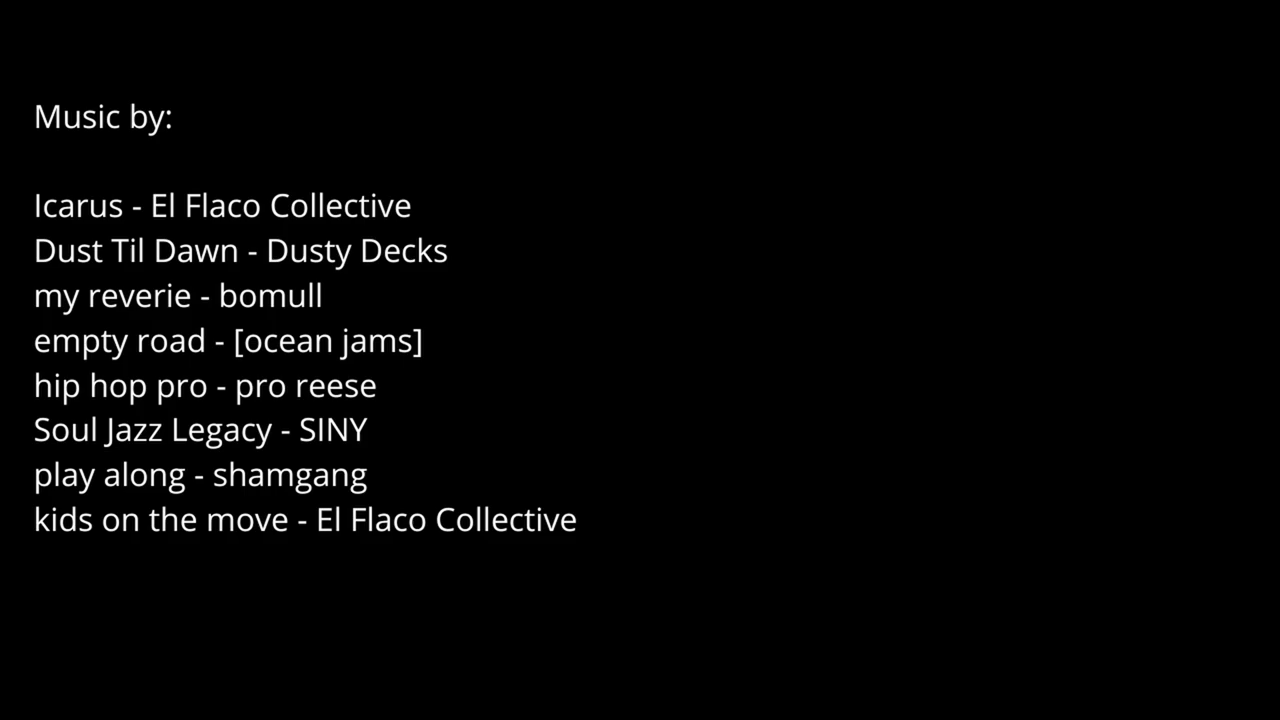 Music by:
Icarus - El Flaco Collective
Dust Til Dawn - Dusty Decks
my reverie - bomull
empty road - [ocean jams]
hip hop pro - pro reese
Soul Jazz Legacy - SINY
play along - shamgang
kids on the move - El Flaco Collective